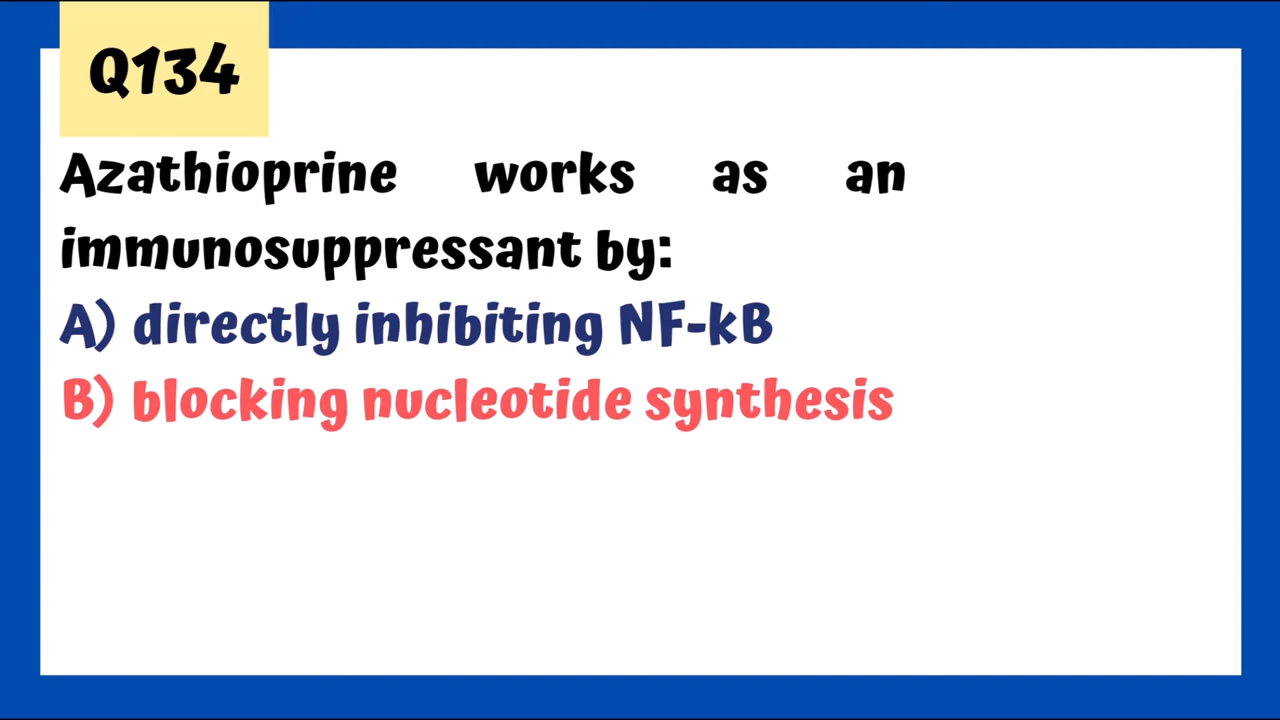 Q134
Azathioprine works as an
immunosuppressant by:
A) directly inhibiting NF-kB
B) blocking nucleotide synthesis